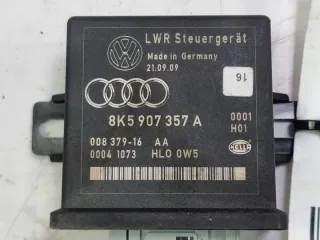 LWR Steuergerät
Made in Germany
21.09.09
16
8K5 907 357 A
0001
H01
008 379-16 AA
0004 1073 HLO 0W5
HELLA